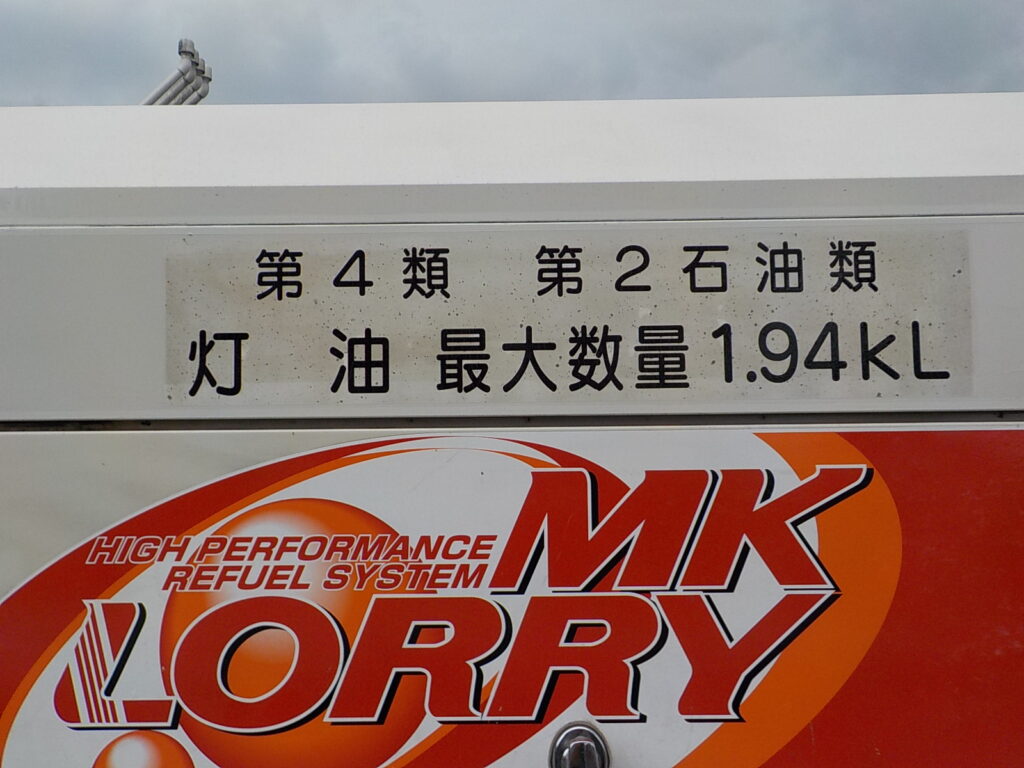 第4類 第2石油類
灯油 最大数量 1.94kL
MK
HIGH PERFORMANCE
REFUEL SYSTEM
LORRY